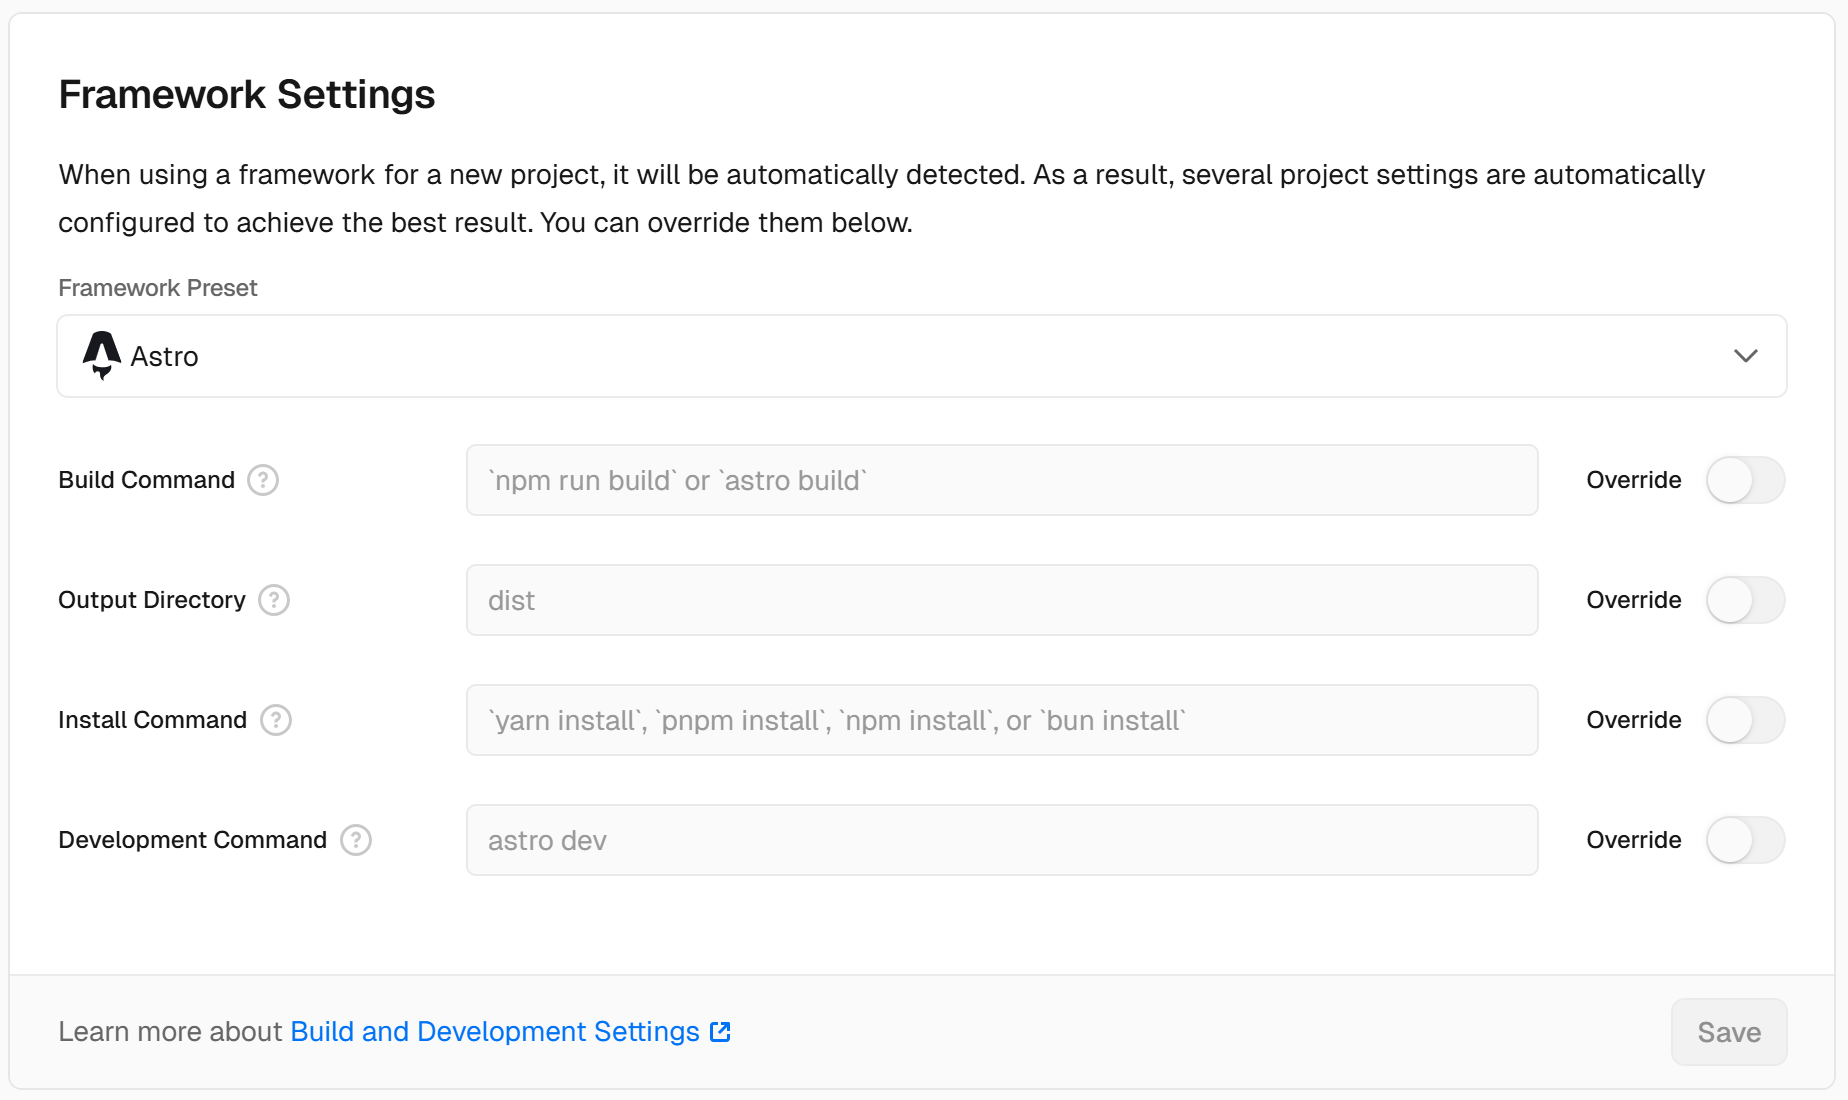 Framework Settings
When using a framework for a new project, it will be automatically detected. As a result, several project settings are automatically
configured to achieve the best result. You can override them below.
Framework Preset
Astro
Build Command ?
`npm run build` or `astro build`
Override
Output Directory ?
dist
Override
Install Command ?
`yarn install`, `pnpm install`, `npm install`, or `bun install`
Override
Development Command ?
astro dev
Override
Learn more about Build and Development Settings
Save